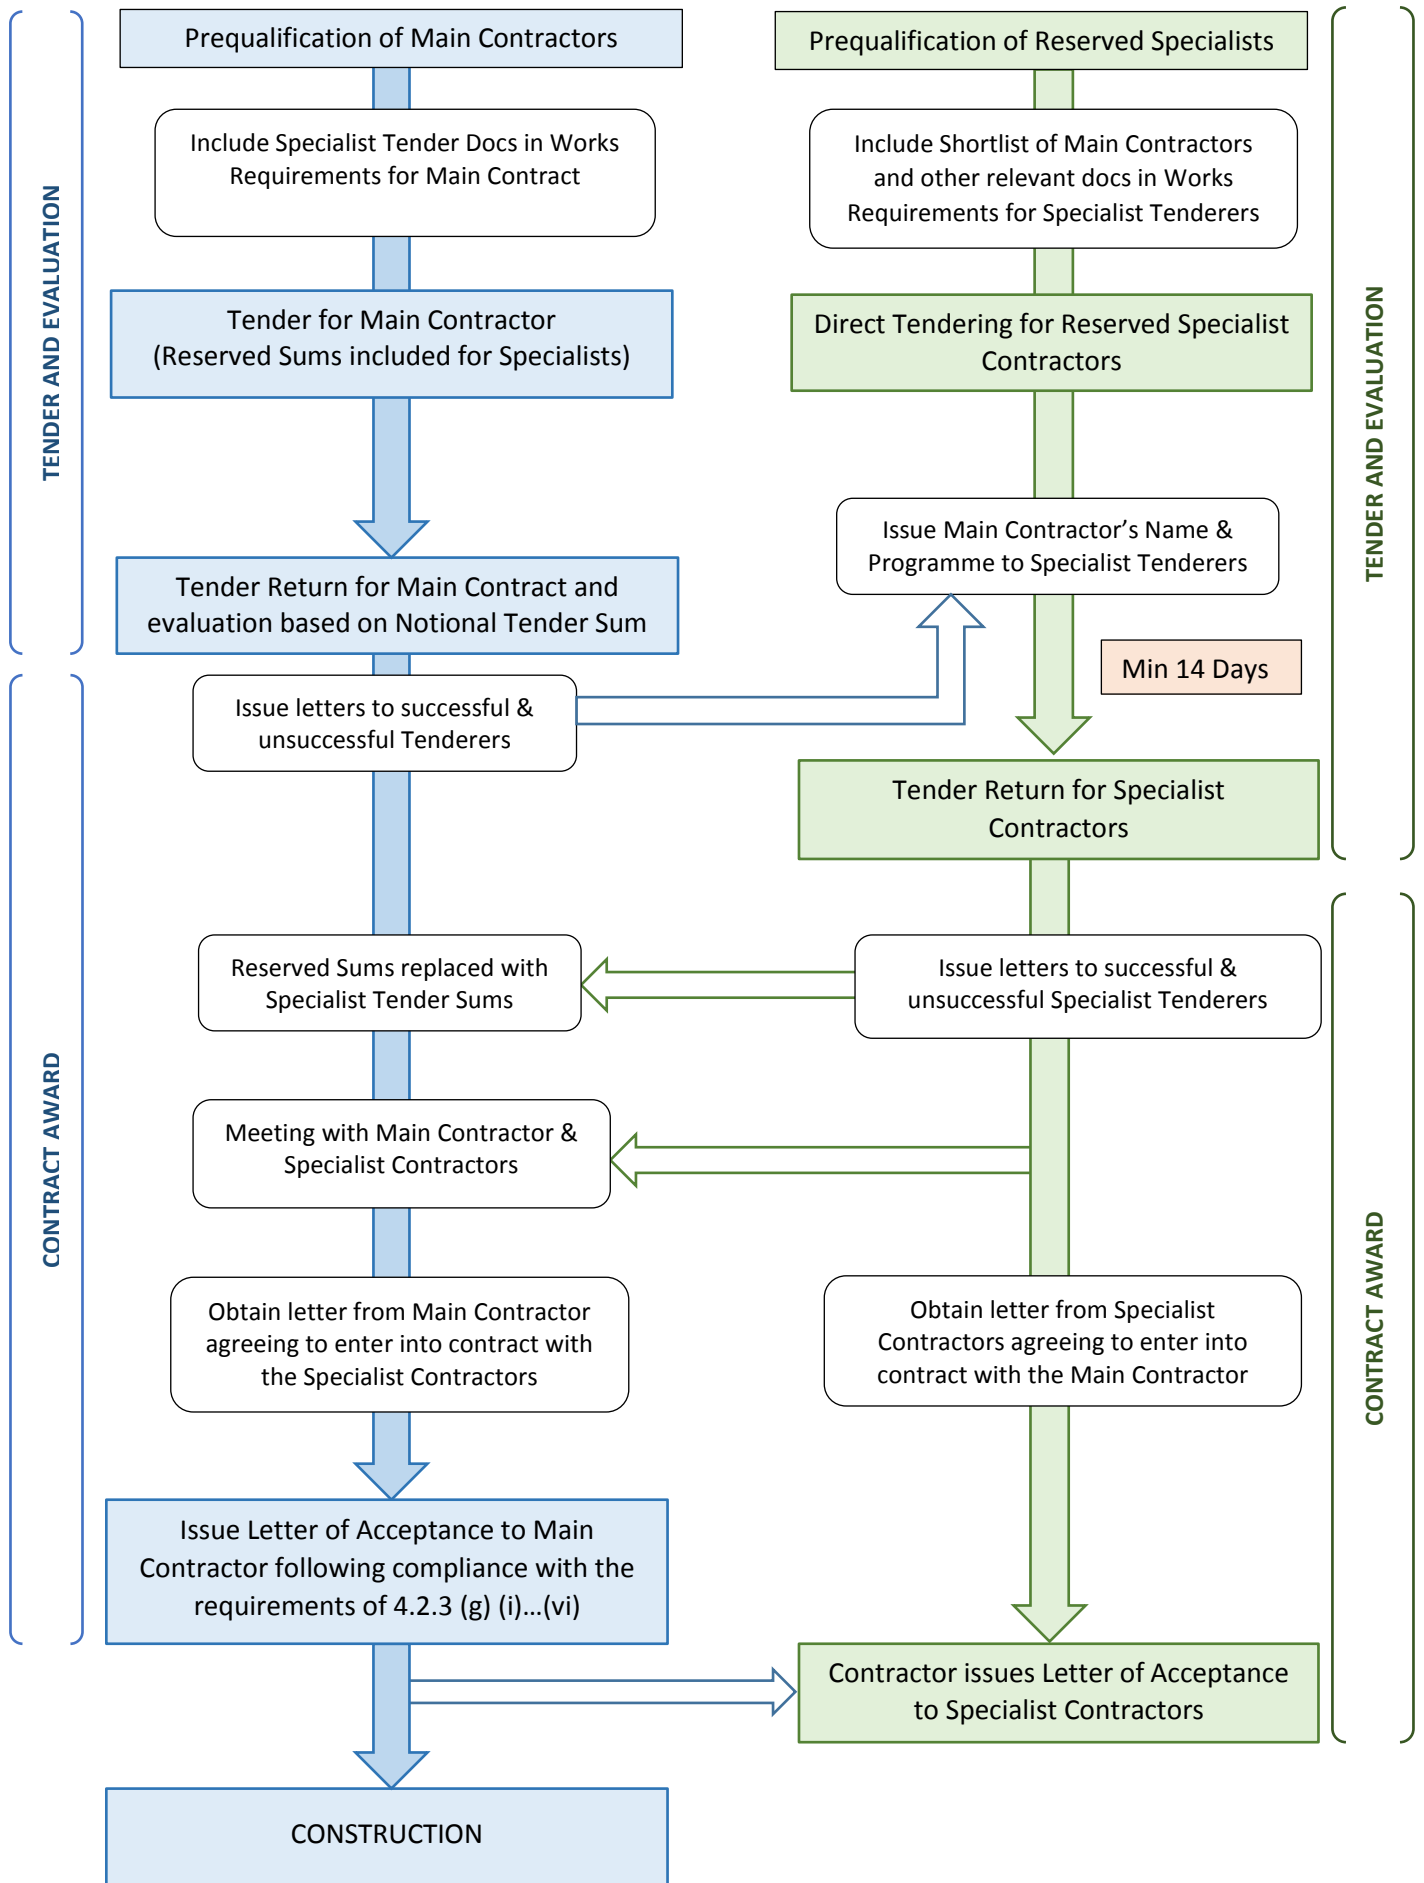 Prequalification of Main Contractors
Prequalification of Reserved Specialists
Include Specialist Tender Docs in Works
Requirements for Main Contract
Include Shortlist of Main Contractors
and other relevant docs in Works
Requirements for Specialist Tenderers
TENDER AND EVALUATION
Tender for Main Contractor
(Reserved Sums included for Specialists)
Direct Tendering for Reserved Specialist
Contractors
TENDER AND EVALUATION
Issue Main Contractor’s Name &
Programme to Specialist Tenderers
Tender Return for Main Contract and
evaluation based on Notional Tender Sum
Min 14 Days
Issue letters to successful &
unsuccessful Tenderers
Tender Return for Specialist
Contractors
Reserved Sums replaced with
Specialist Tender Sums
Issue letters to successful &
unsuccessful Specialist Tenderers
CONTRACT AWARD
Meeting with Main Contractor &
Specialist Contractors
CONTRACT AWARD
Obtain letter from Main Contractor
agreeing to enter into contract with
the Specialist Contractors
Obtain letter from Specialist
Contractors agreeing to enter into
contract with the Main Contractor
Issue Letter of Acceptance to Main
Contractor following compliance with the
requirements of 4.2.3 (g) (i)…(vi)
Contractor issues Letter of Acceptance
to Specialist Contractors
CONSTRUCTION